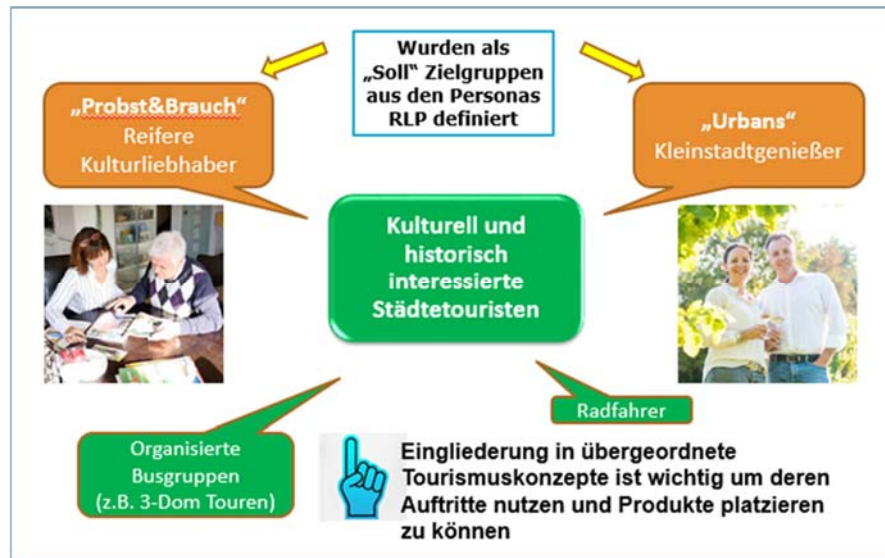 Wurden als
„Soll“ Zielgruppen
aus den Personas
RLP definiert
„Probst&Brauch“
Reifere
Kulturliebhaber
„Urbans“
Kleinstadtgenießer
Kulturell und
historisch
interessierte
Städtetouristen
Radfahrer
Organisierte
Busgruppen
(z.B. 3-Dom Touren)
Eingliederung in übergeordnete
Tourismuskonzepte ist wichtig um deren
Auftritte nutzen und Produkte platzieren
zu können